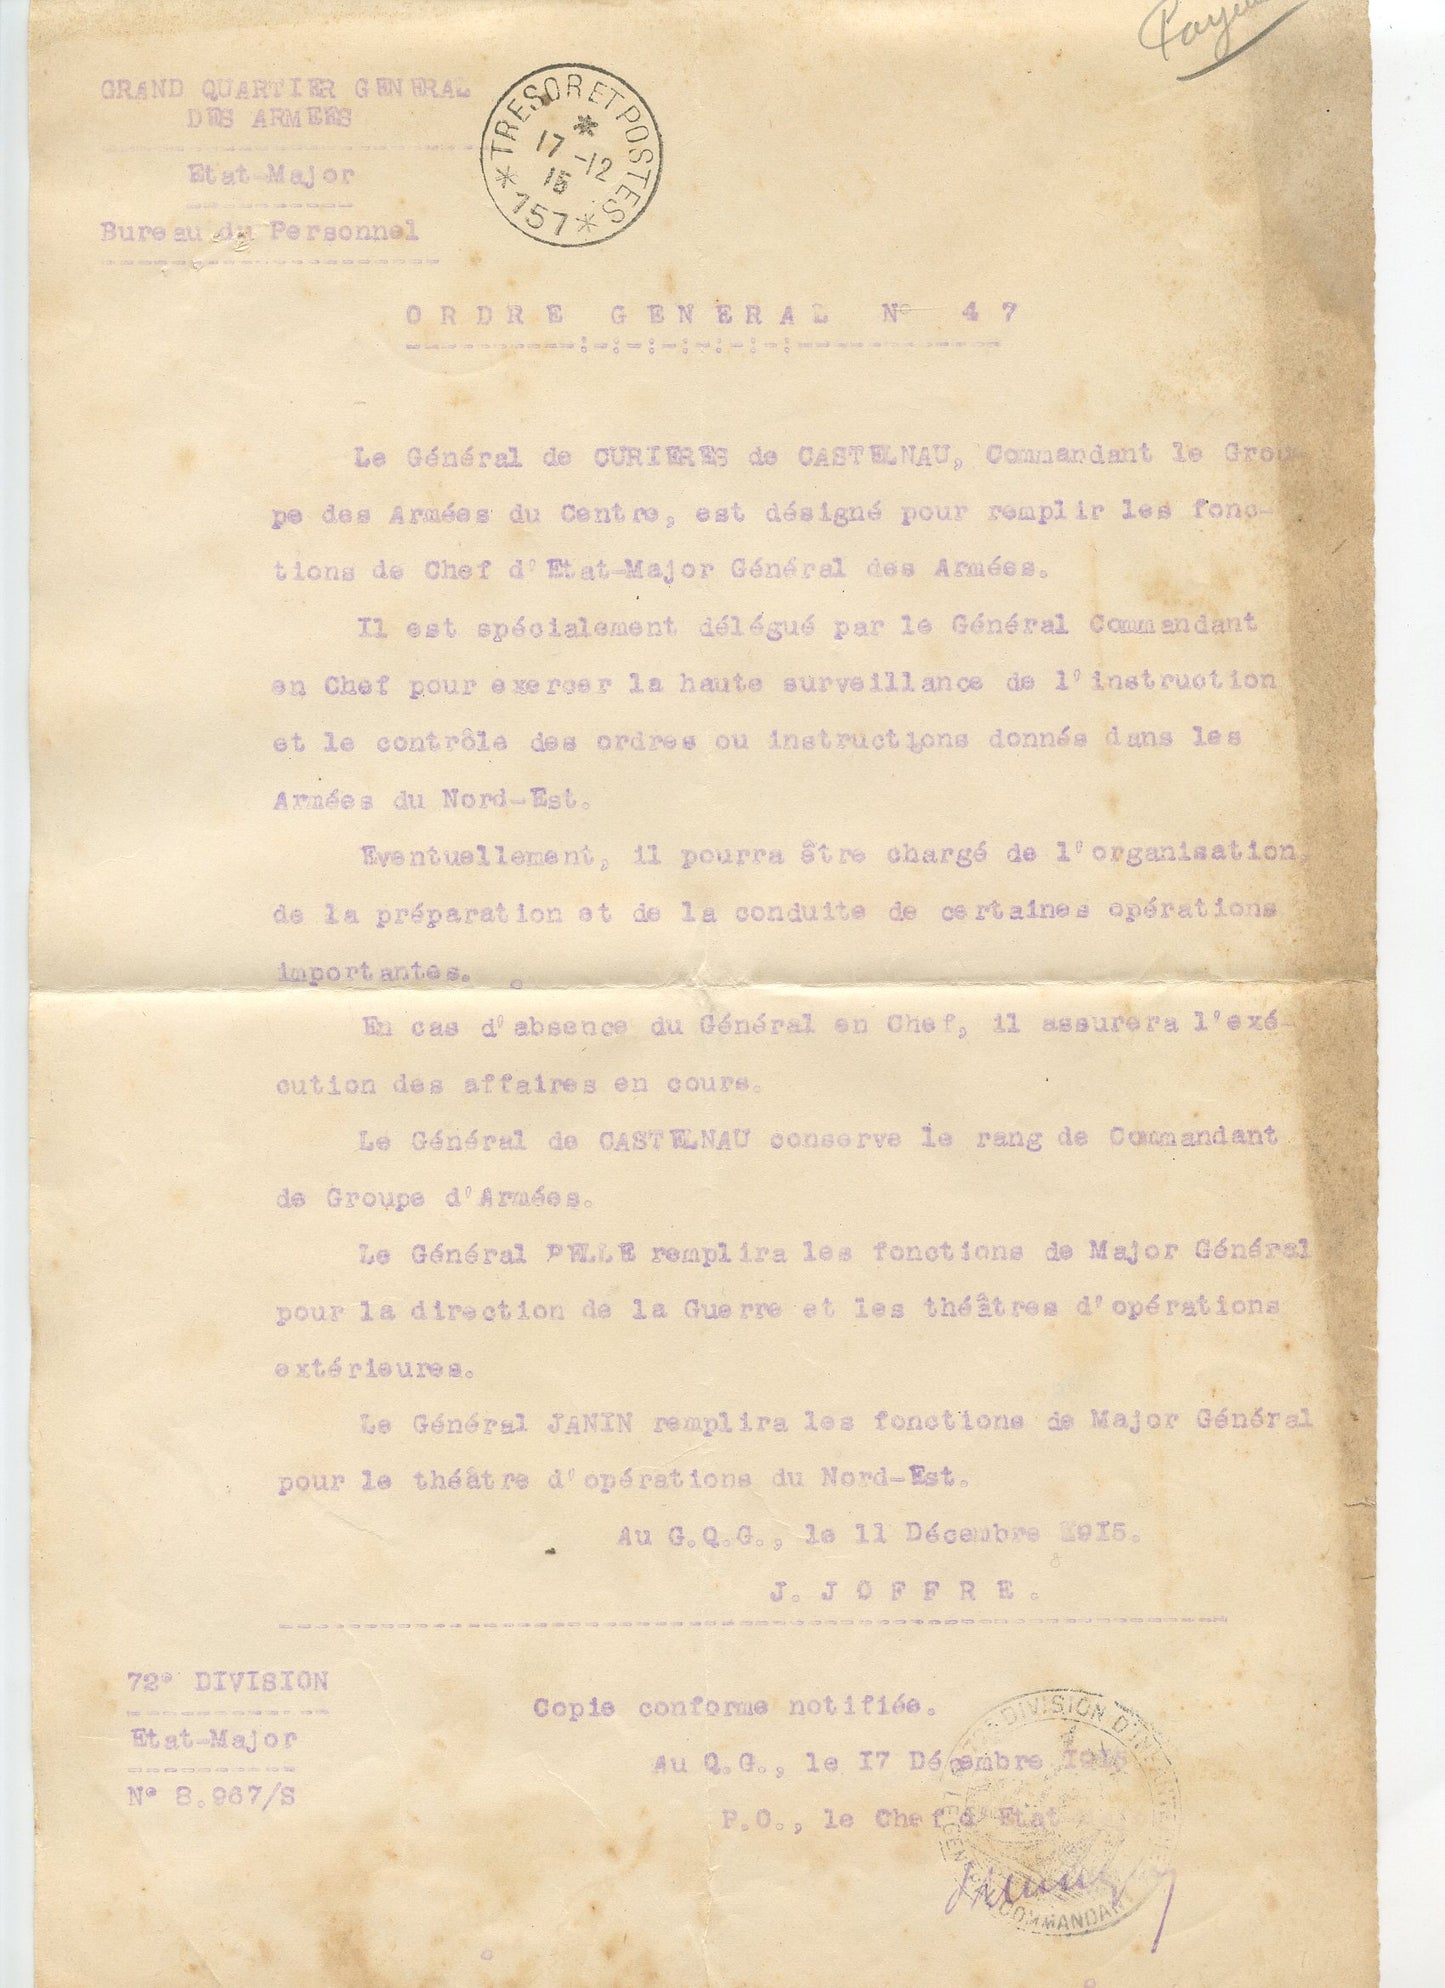 GRAND QUARTIER GENERAL
DES ARMEES
Etat-Major
Bureau du Personnel
* TRESOR ET POSTES *
*
17 -12
15
157
ORDRE GENERAL N° 47
Le Général de CURIERES de CASTELNAU, Commandant le Grou-
pe des Armées du Centre, est désigné pour remplir les fonc-
tions de Chef d'Etat-Major Général des Armées.
Il est spécialement délégué par le Général Commandant
en Chef pour exercer la haute surveillance de l'instruction
et le contrôle des ordres ou instructions donnés dans les
Armées du Nord-Est.
Eventuellement, il pourra être chargé de l'organisation,
de la préparation et de la conduite de certaines opérations
importantes.
En cas d'absence du Général en Chef, il assurera l'exé-
cution des affaires en cours.
Le Général de CASTELNAU conserve le rang de Commandant
de Groupe d'Armées.
Le Général PELLE remplira les fonctions de Major Général
pour la direction de la Guerre et les théâtres d'opérations
extérieures.
Le Général JANIN remplira les fonctions de Major Général
pour le théâtre d'opérations du Nord-Est.
Au G.Q.G., le 11 Décembre 1915.
J. JOFFRE.
72° DIVISION
Etat-Major
N° 8.967/S
Copie conforme notifiée.
Au Q.G., le 17 Décembre 1915
P.O., le Chef d'Etat
DIVISION
COMMANDANT